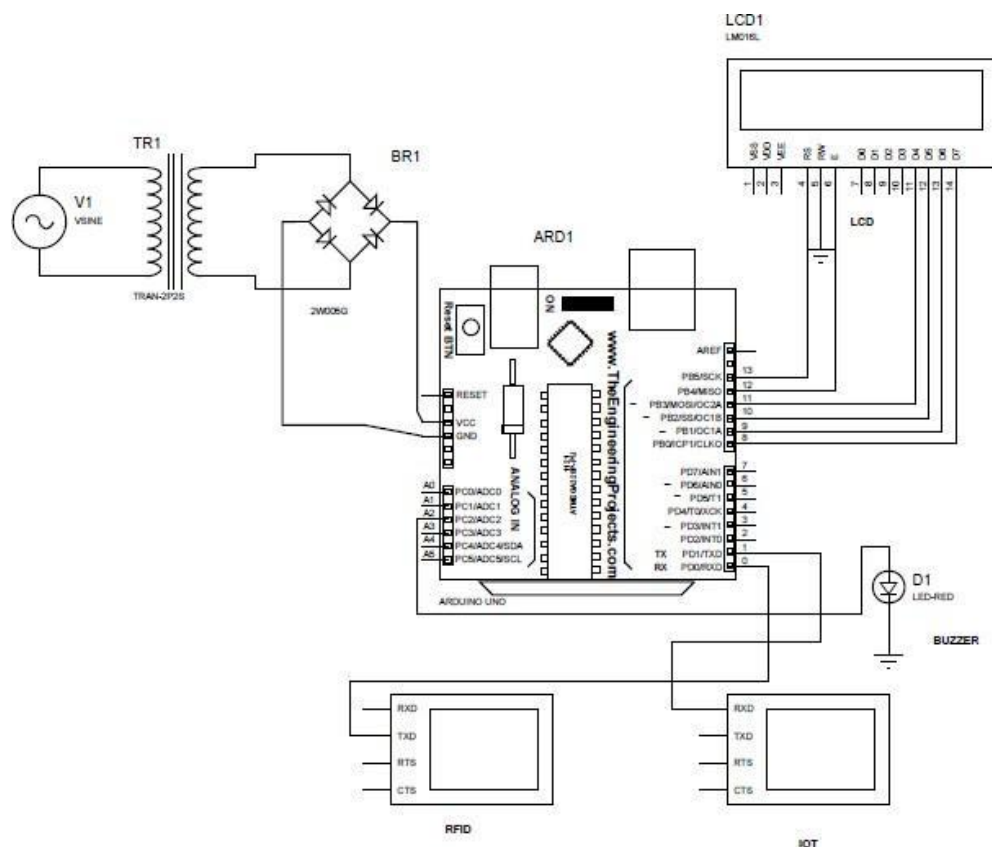 LCD1
LM016L
VSS
VDD
VEE
RS
RW
E
D0
D1
D2
D3
D4
D5
D6
D7
1
2
3
4
5
6
7
8
9
10
11
12
13
14
LCD
TR1
V1
VSINE
TRAN-2P2S
BR1
2W005G
ARD1
Reset BTN
ON
www.TheEngineeringProjects.com
RESET
VCC
GND
ANALOG IN
A0 PC0/ADC0
A1 PC1/ADC1
A2 PC2/ADC2
A3 PC3/ADC3
A4 PC4/ADC4/SDA
A5 PC5/ADC5/SCL
AREF
PB5/SCK 13
PB4/MISO 12
~ PB3/MOSI/OC2A 11
~ PB2/SS/OC1B 10
~ PB1/OC1A 9
PB0/ICP1/CLKO 8
PD7/AIN1 7
~ PD6/AIN0 6
~ PD5/T1 5
PD4/T0/XCK 4
~ PD3/INT1 3
PD2/INT0 2
TX PD1/TXD 1
RX PD0/RXD 0
ARDUINO UNO
D1
LED-RED
BUZZER
RXD
TXD
RTS
CTS
RFID
RXD
TXD
RTS
CTS
IOT